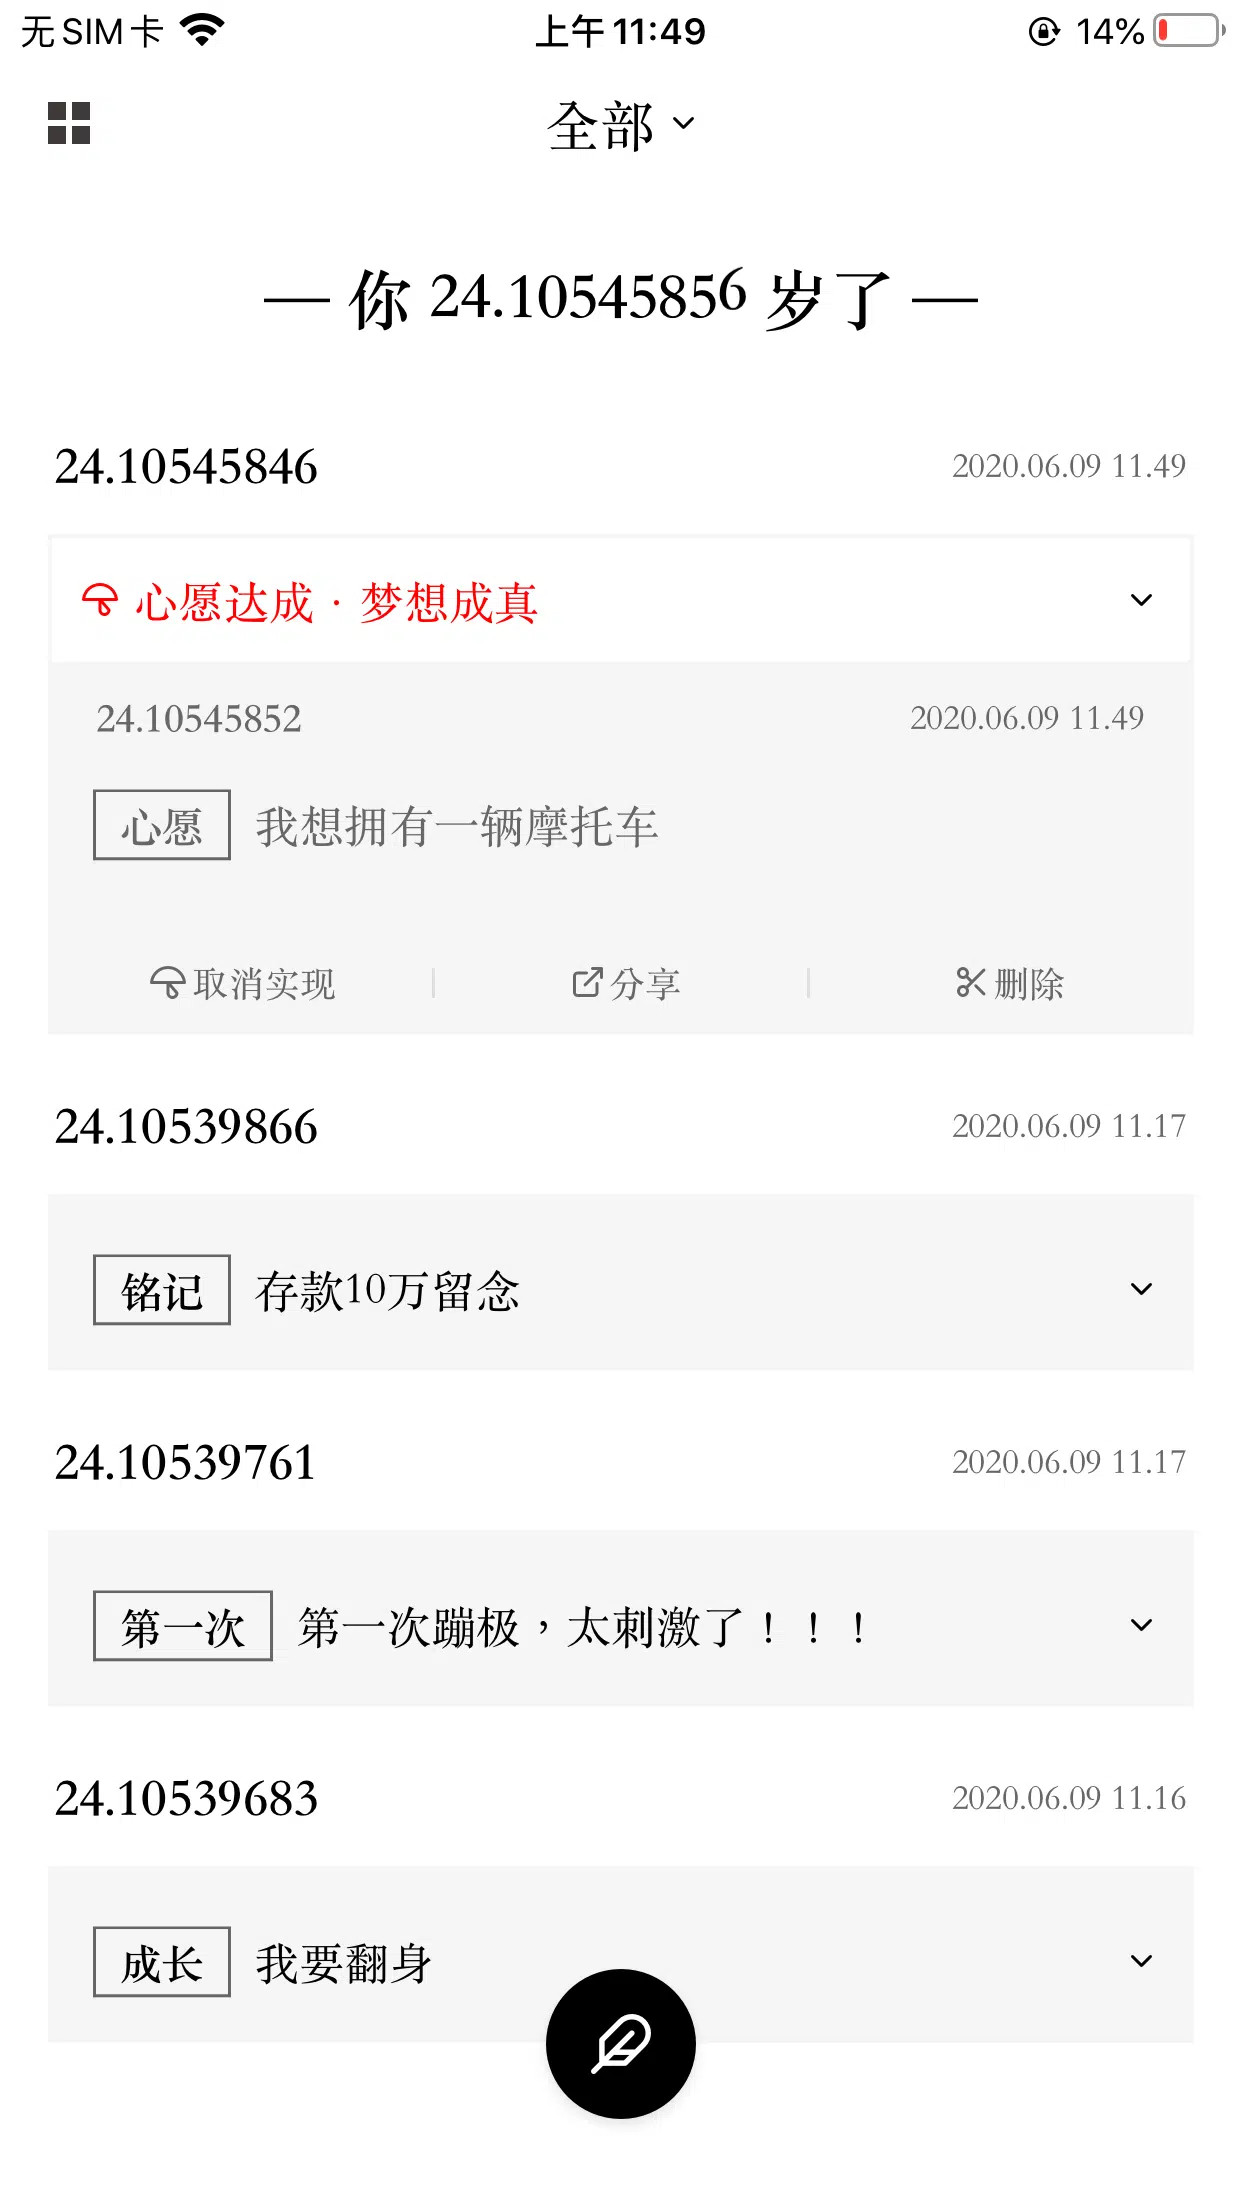 无 SIM 卡 上午 11:49 14%
全部
— 你 24.10545856 岁了 —
24.10545846 2020.06.09 11.49
心愿达成 · 梦想成真
24.10545852 2020.06.09 11.49
心愿 我想拥有一辆摩托车
取消实现 分享 删除
24.10539866 2020.06.09 11.17
铭记 存款10万留念
24.10539761 2020.06.09 11.17
第一次 第一次蹦极，太刺激了！！！
24.10539683 2020.06.09 11.16
成长 我要翻身